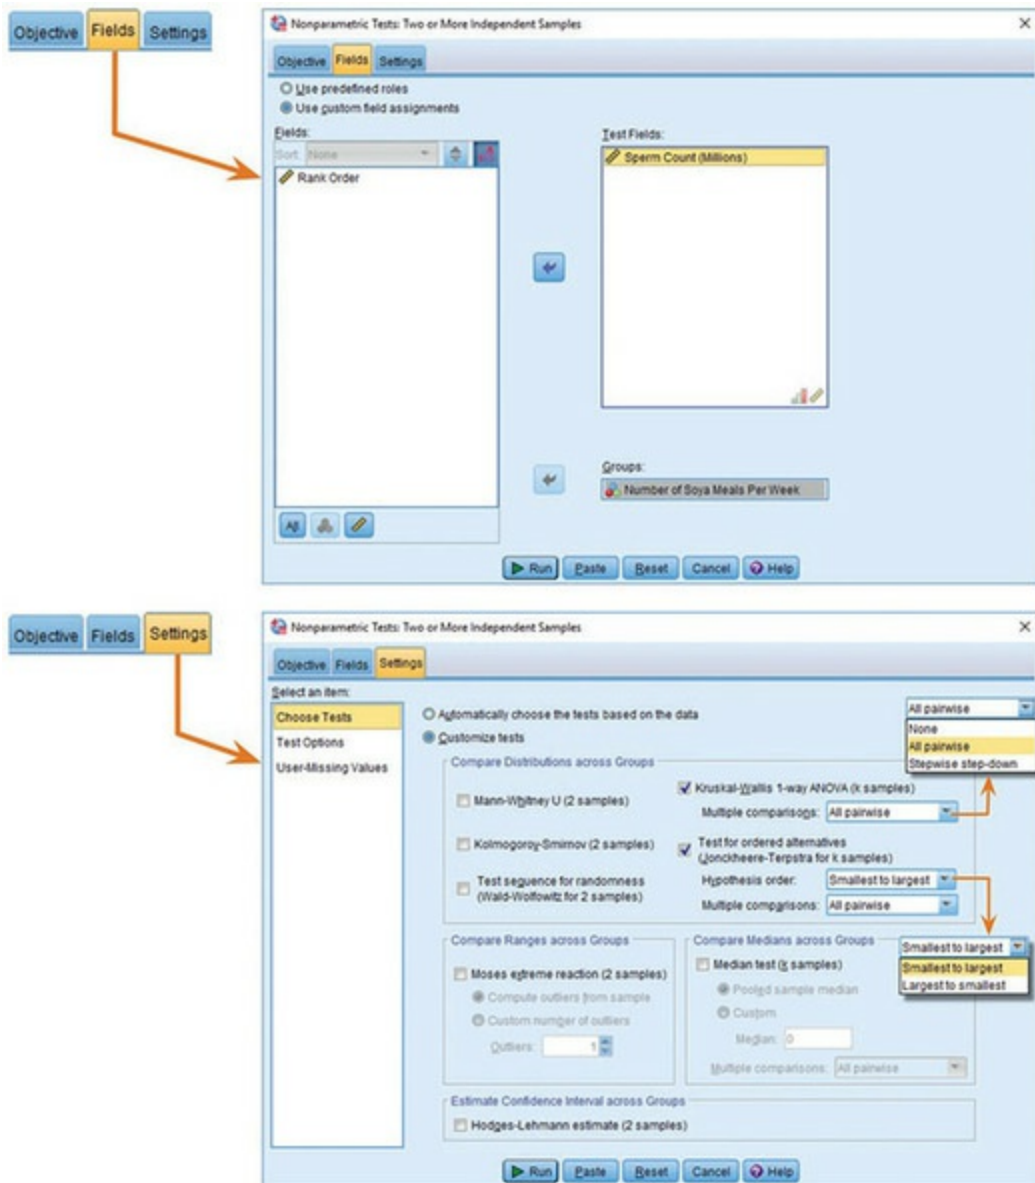 Objective Fields Settings
Nonparametric Tests: Two or More Independent Samples
Objective Fields Settings
Use predefined roles
Use custom field assignments
Fields:
Sort: None
Rank Order
Test Fields:
Sperm Count (Millions)
Groups:
Number of Soya Meals Per Week
Run Paste Reset Cancel Help
Objective Fields Settings
Nonparametric Tests: Two or More Independent Samples
Objective Fields Settings
Select an item:
Choose Tests
Test Options
User-Missing Values
Automatically choose the tests based on the data
Customize tests
All pairwise
None
All pairwise
Stepwise step-down
Compare Distributions across Groups
Mann-Whitney U (2 samples)
Kruskal-Wallis 1-way ANOVA (k samples)
Multiple comparisons: All pairwise
Kolmogorov-Smirnov (2 samples)
Test for ordered alternatives
(Jonckheere-Terpstra for k samples)
Test sequence for randomness
(Wald-Wolfowitz for 2 samples)
Hypothesis order: Smallest to largest
Multiple comparisons: All pairwise
Compare Ranges across Groups
Moses extreme reaction (2 samples)
Compute outliers from sample
Custom number of outliers
Outliers: 1
Compare Medians across Groups
Median test (k samples)
Pooled sample median
Custom
Median: 0
Multiple comparisons: All pairwise
Smallest to largest
Smallest to largest
Largest to smallest
Estimate Confidence Interval across Groups
Hodges-Lehmann estimate (2 samples)
Run Paste Reset Cancel Help